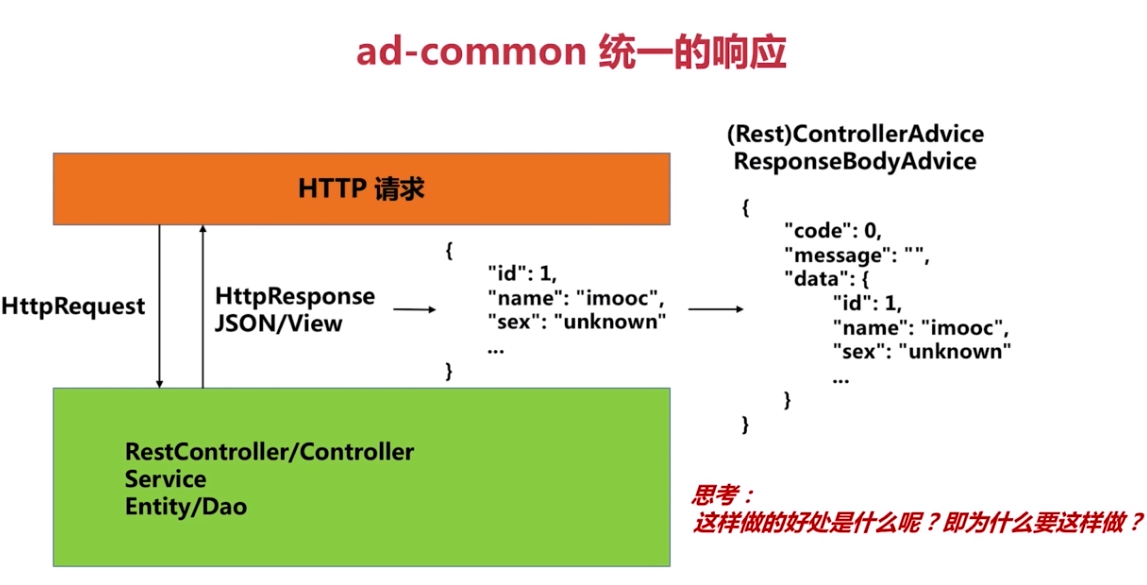 ad-common 统一的响应
HTTP 请求
HttpRequest
HttpResponse
JSON/View
{
"id": 1,
"name": "imooc",
"sex": "unknown"
...
}
(Rest)ControllerAdvice
ResponseBodyAdvice
{
"code": 0,
"message": "",
"data": {
"id": 1,
"name": "imooc",
"sex": "unknown"
...
}
}
RestController/Controller
Service
Entity/Dao
思考：
这样做的好处是什么呢？即为什么要这样做？